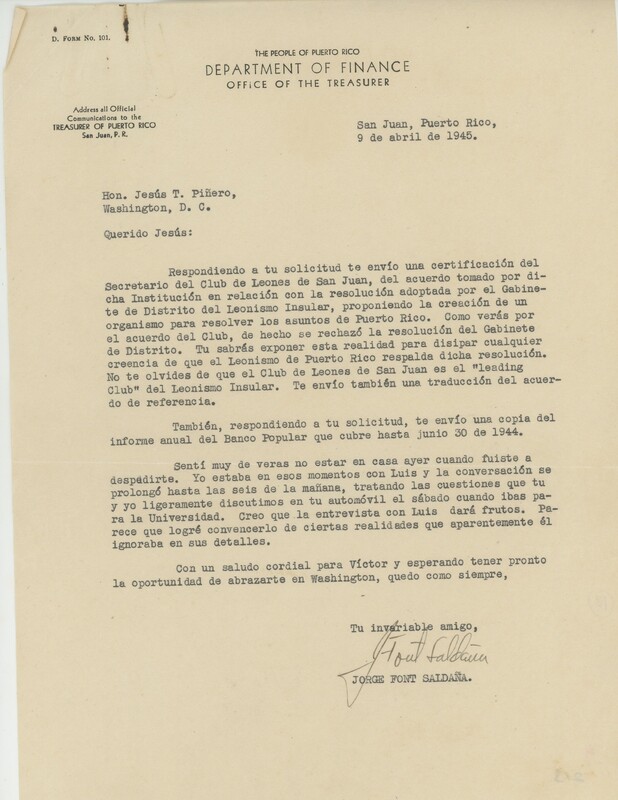 D. Form No. 101.
THE PEOPLE OF PUERTO RICO
DEPARTMENT OF FINANCE
OFFICE OF THE TREASURER
Address all Official
Communications to the
TREASURER OF PUERTO RICO
San Juan, P. R.
San Juan, Puerto Rico,
9 de abril de 1945.
Hon. Jesús T. Piñero,
Washington, D. C.
Querido Jesús:
Respondiendo a tu solicitud te envío una certificación del
Secretario del Club de Leones de San Juan, del acuerdo tomado por di-
cha Institución en relación con la resolución adoptada por el Gabine-
te de Distrito del Leonismo Insular, proponiendo la creación de un
organismo para resolver los asuntos de Puerto Rico. Como verás por
el acuerdo del Club, de hecho se rechazó la resolución del Gabinete
de Distrito. Tu sabrás exponer esta realidad para disipar cualquier
creencia de que el Leonismo de Puerto Rico respalda dicha resolución.
No te olvides de que el Club de Leones de San Juan es el "leading
Club" del Leonismo Insular. Te envío también una traducción del acuer-
do de referencia.
También, respondiendo a tu solicitud, te envío una copia del
informe anual del Banco Popular que cubre hasta junio 30 de 1944.
Sentí muy de veras no estar en casa ayer cuando fuiste a
despedirte. Yo estaba en esos momentos con Luis y la conversación se
prolongó hasta las seis de la mañana, tratando las cuestiones que tu
y yo ligeramente discutimos en tu automóvil el sábado cuando ibas pa-
ra la Universidad. Creo que la entrevista con Luis dará frutos. Pa-
rece que logré convencerlo de ciertas realidades que aparentemente él
ignoraba en sus detalles.
Con un saludo cordial para Víctor y esperando tener pronto
la oportunidad de abrazarte en Washington, quedo como siempre,
Tu invariable amigo,
J Font Saldaña
JORGE FONT SALDAÑA.